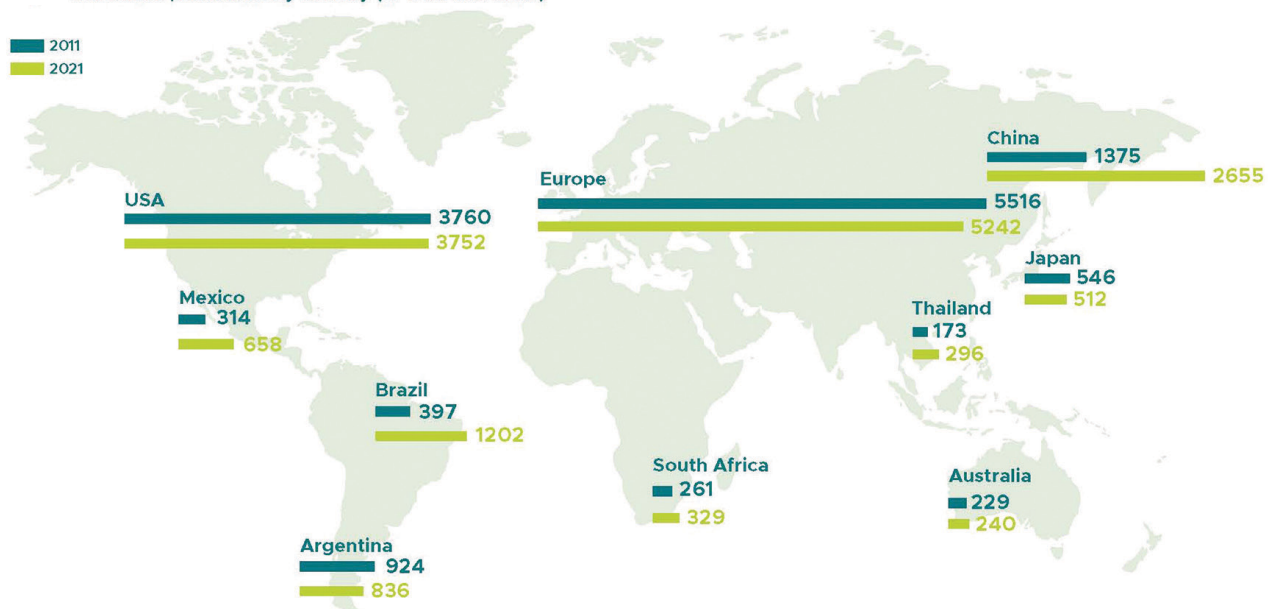 2011
2021
China
1375
2655
Europe
5516
5242
USA
3760
3752
Japan
546
512
Mexico
314
658
Thailand
173
296
Brazil
397
1202
South Africa
261
329
Australia
229
240
Argentina
924
836